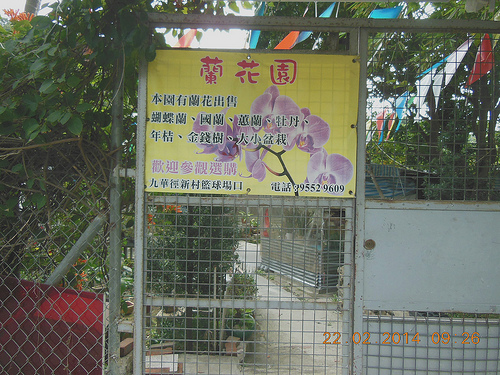 蘭花園
本園有蘭花出售
蝴蝶蘭、國蘭、蕙蘭、牡丹、
年桔、金錢樹、大小盆栽
歡迎參觀選購
九華徑新村籃球場口 電話 95529609
22.02.2014 09:26